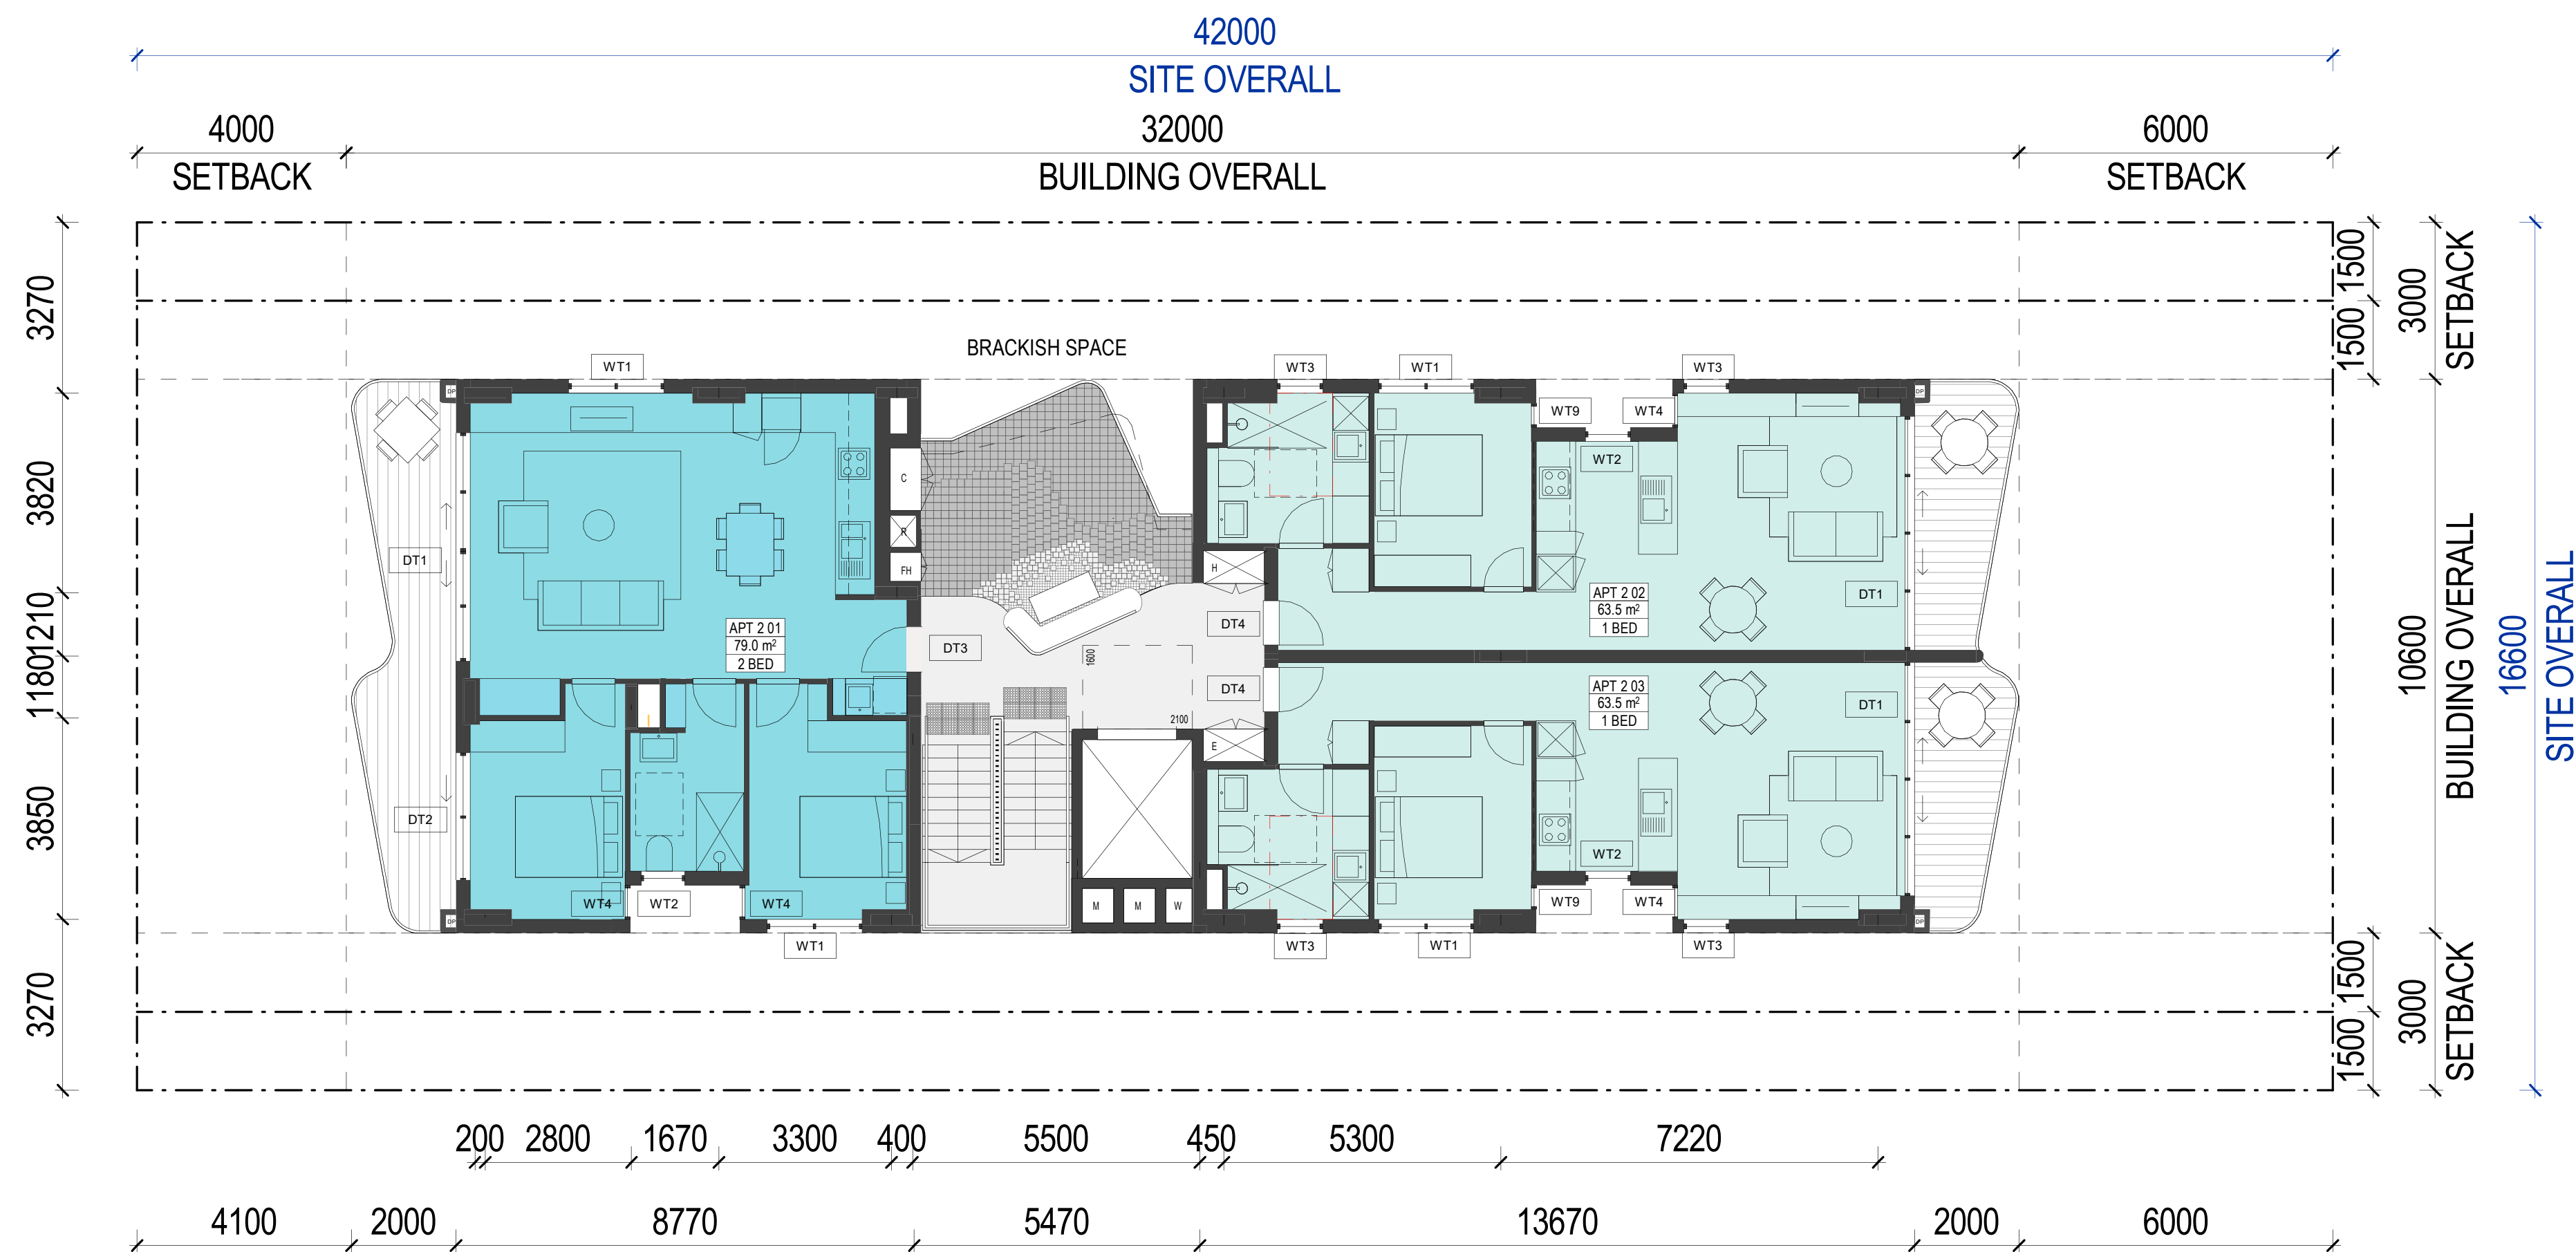 42000
SITE OVERALL
4000
32000
6000
SETBACK
BUILDING OVERALL
SETBACK
3270
3820
1210
1180
3850
3270
1500
1500
3000
SETBACK
10600
BUILDING OVERALL
16600
SITE OVERALL
1500
1500
3000
SETBACK
BRACKISH SPACE
WT1
WT3
WT1
WT3
DP
DP
WT9
WT4
WT2
C
R
FH
H
DT1
APT 2 01
79.0 m²
2 BED
DT3
DT4
APT 2 02
63.5 m²
1 BED
DT1
1600
DT4
APT 2 03
63.5 m²
1 BED
DT1
2100
E
DT2
WT2
WT4
WT2
WT4
M
M
W
WT9
WT4
DP
DP
WT1
WT3
WT1
WT3
200
2800
1670
3300
400
5500
450
5300
7220
4100
2000
8770
5470
13670
2000
6000